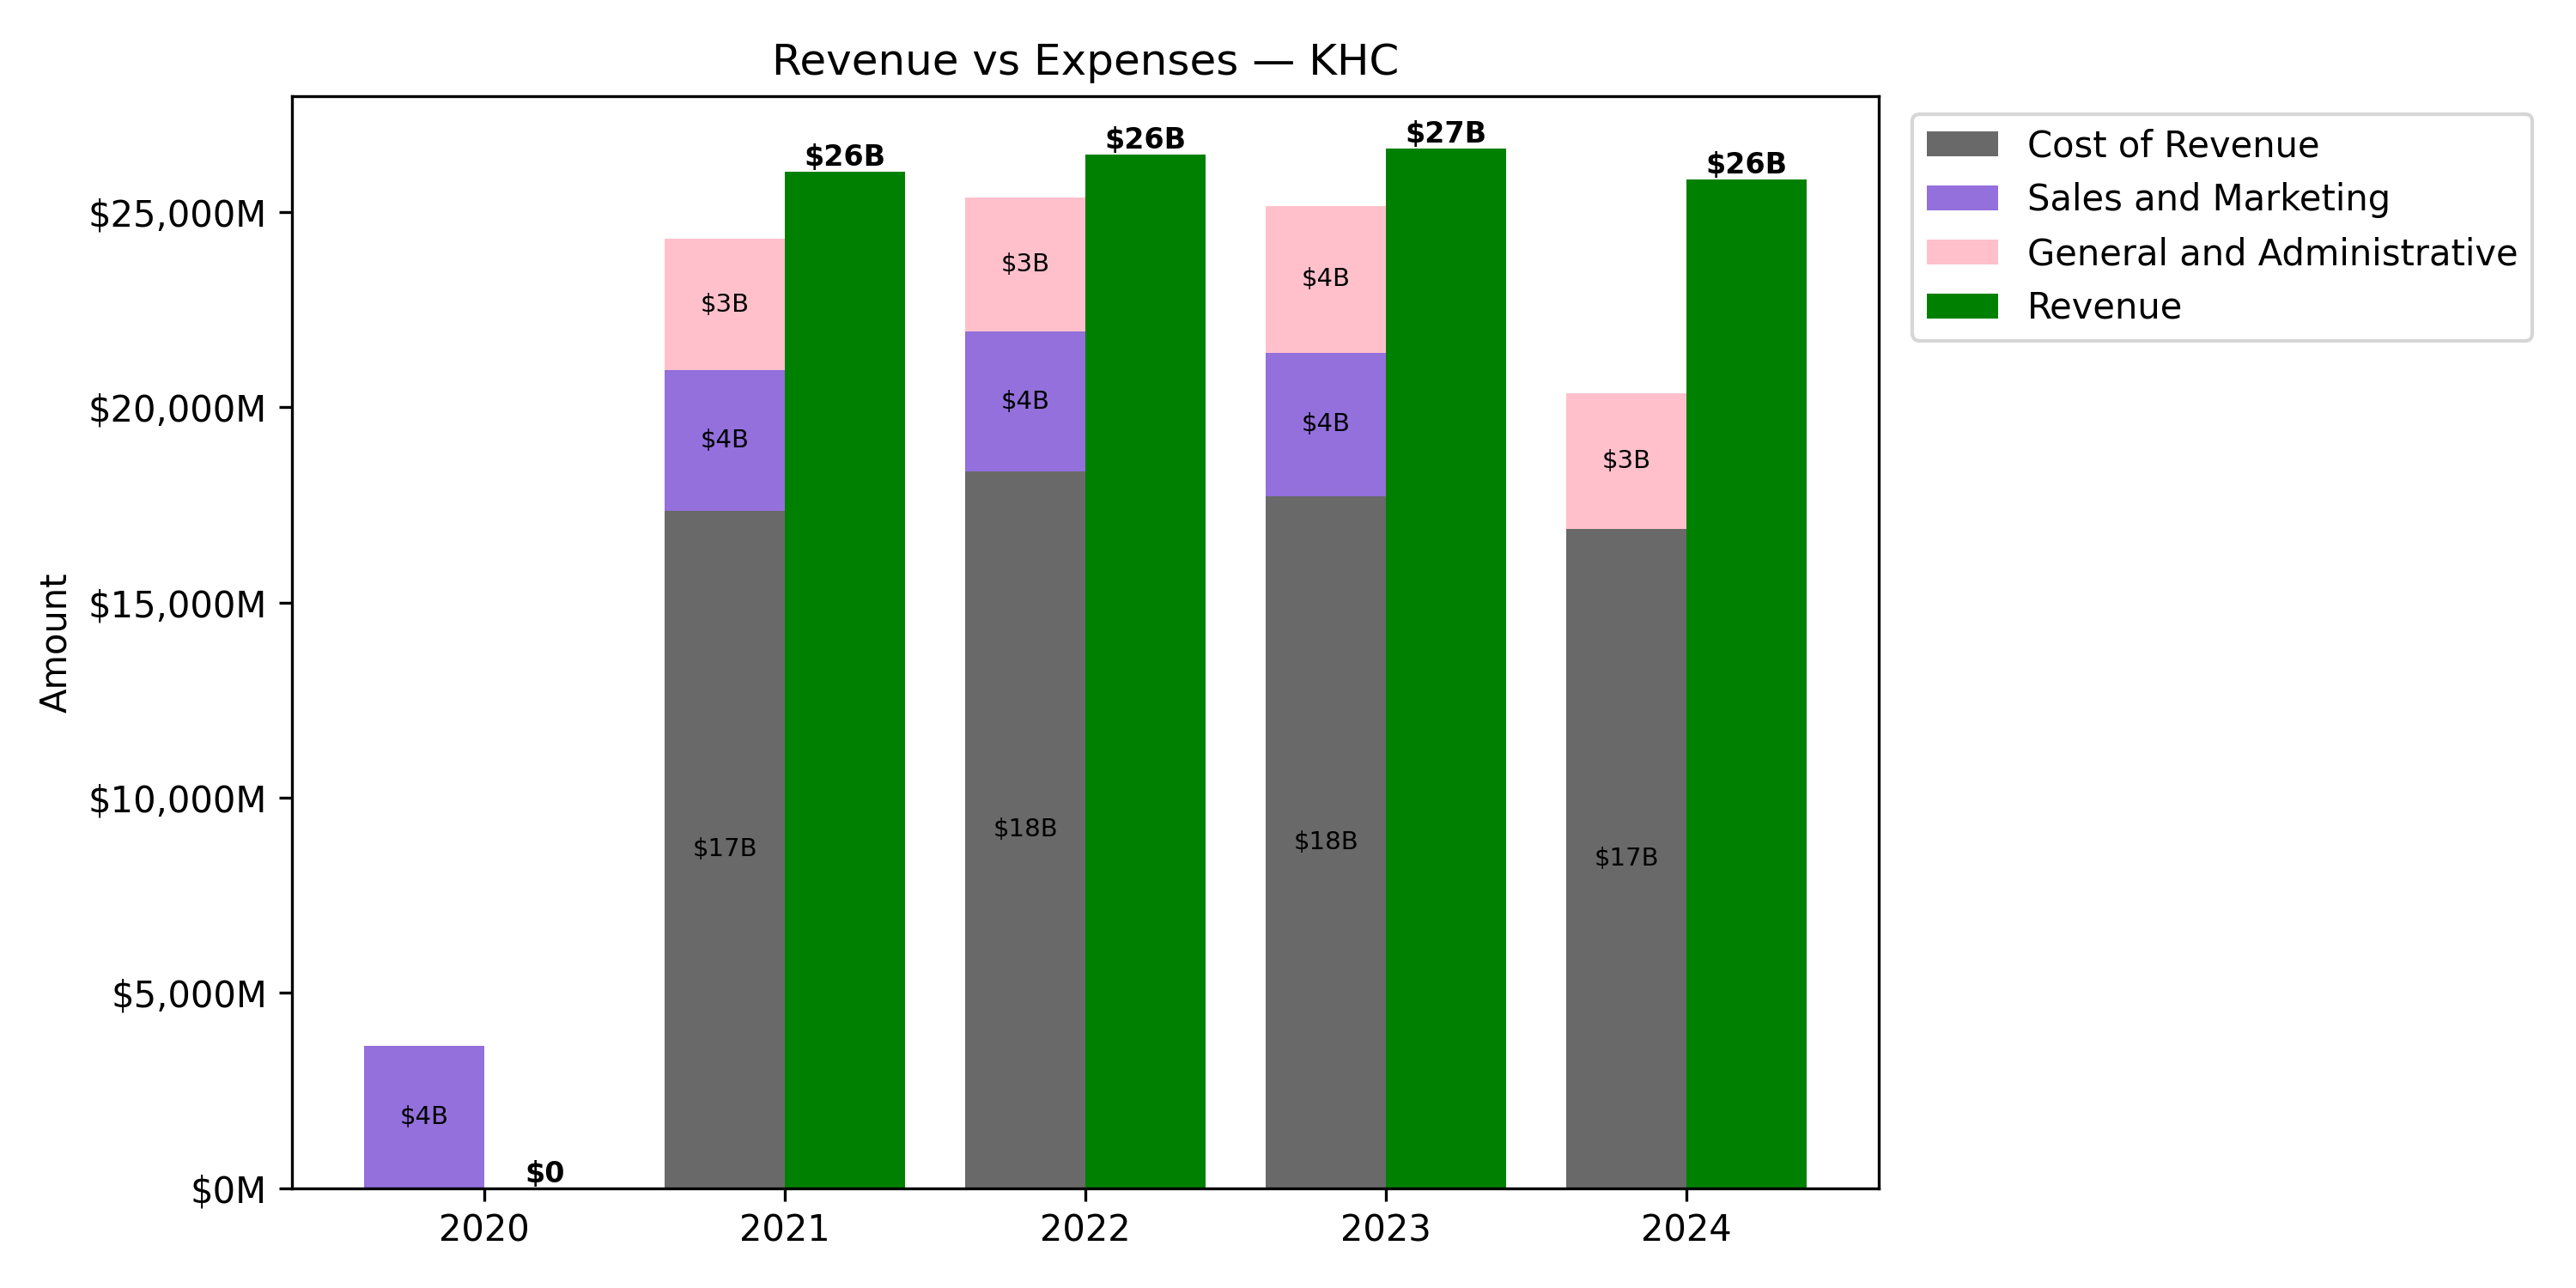 Revenue vs Expenses — KHC
Cost of Revenue
Sales and Marketing
General and Administrative
Revenue
Amount
$25,000M
$20,000M
$15,000M
$10,000M
$5,000M
$0M
$4B
$0
$3B
$4B
$17B
$26B
$3B
$4B
$18B
$26B
$4B
$4B
$18B
$27B
$3B
$17B
$26B
2020
2021
2022
2023
2024